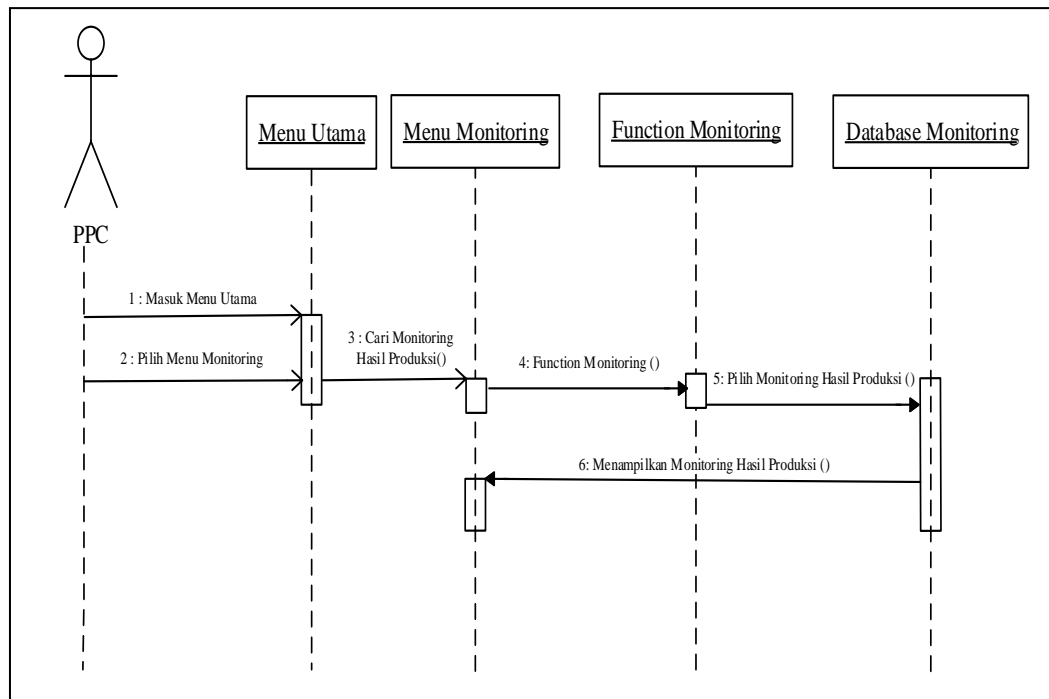 Menu Utama
Menu Monitoring
Function Monitoring
Database Monitoring
PPC
1 : Masuk Menu Utama
2 : Pilih Menu Monitoring
3 : Cari Monitoring
Hasil Produksi()
4: Function Monitoring ()
5: Pilih Monitoring Hasil Produksi ()
6: Menampilkan Monitoring Hasil Produksi ()